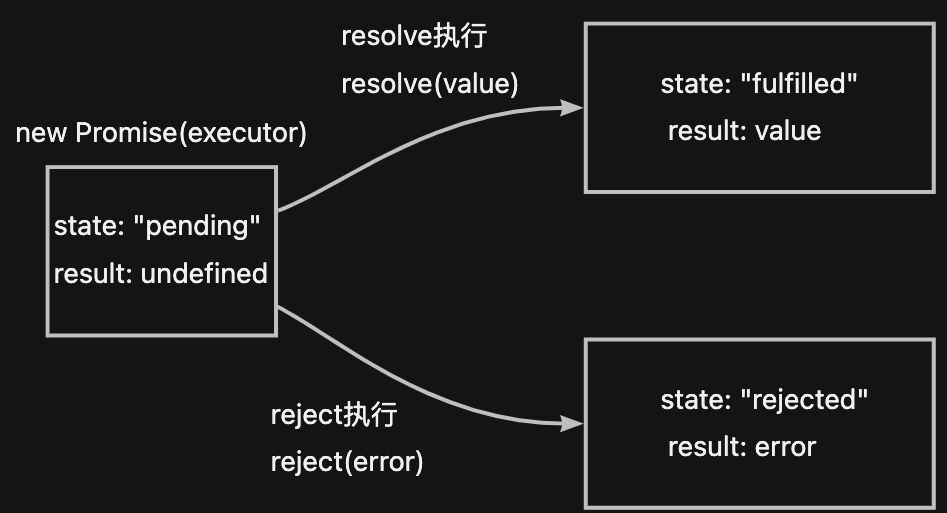 resolve执行
resolve(value)
new Promise(executor)
state: "pending"
result: undefined
state: "fulfilled"
result: value
reject执行
reject(error)
state: "rejected"
result: error